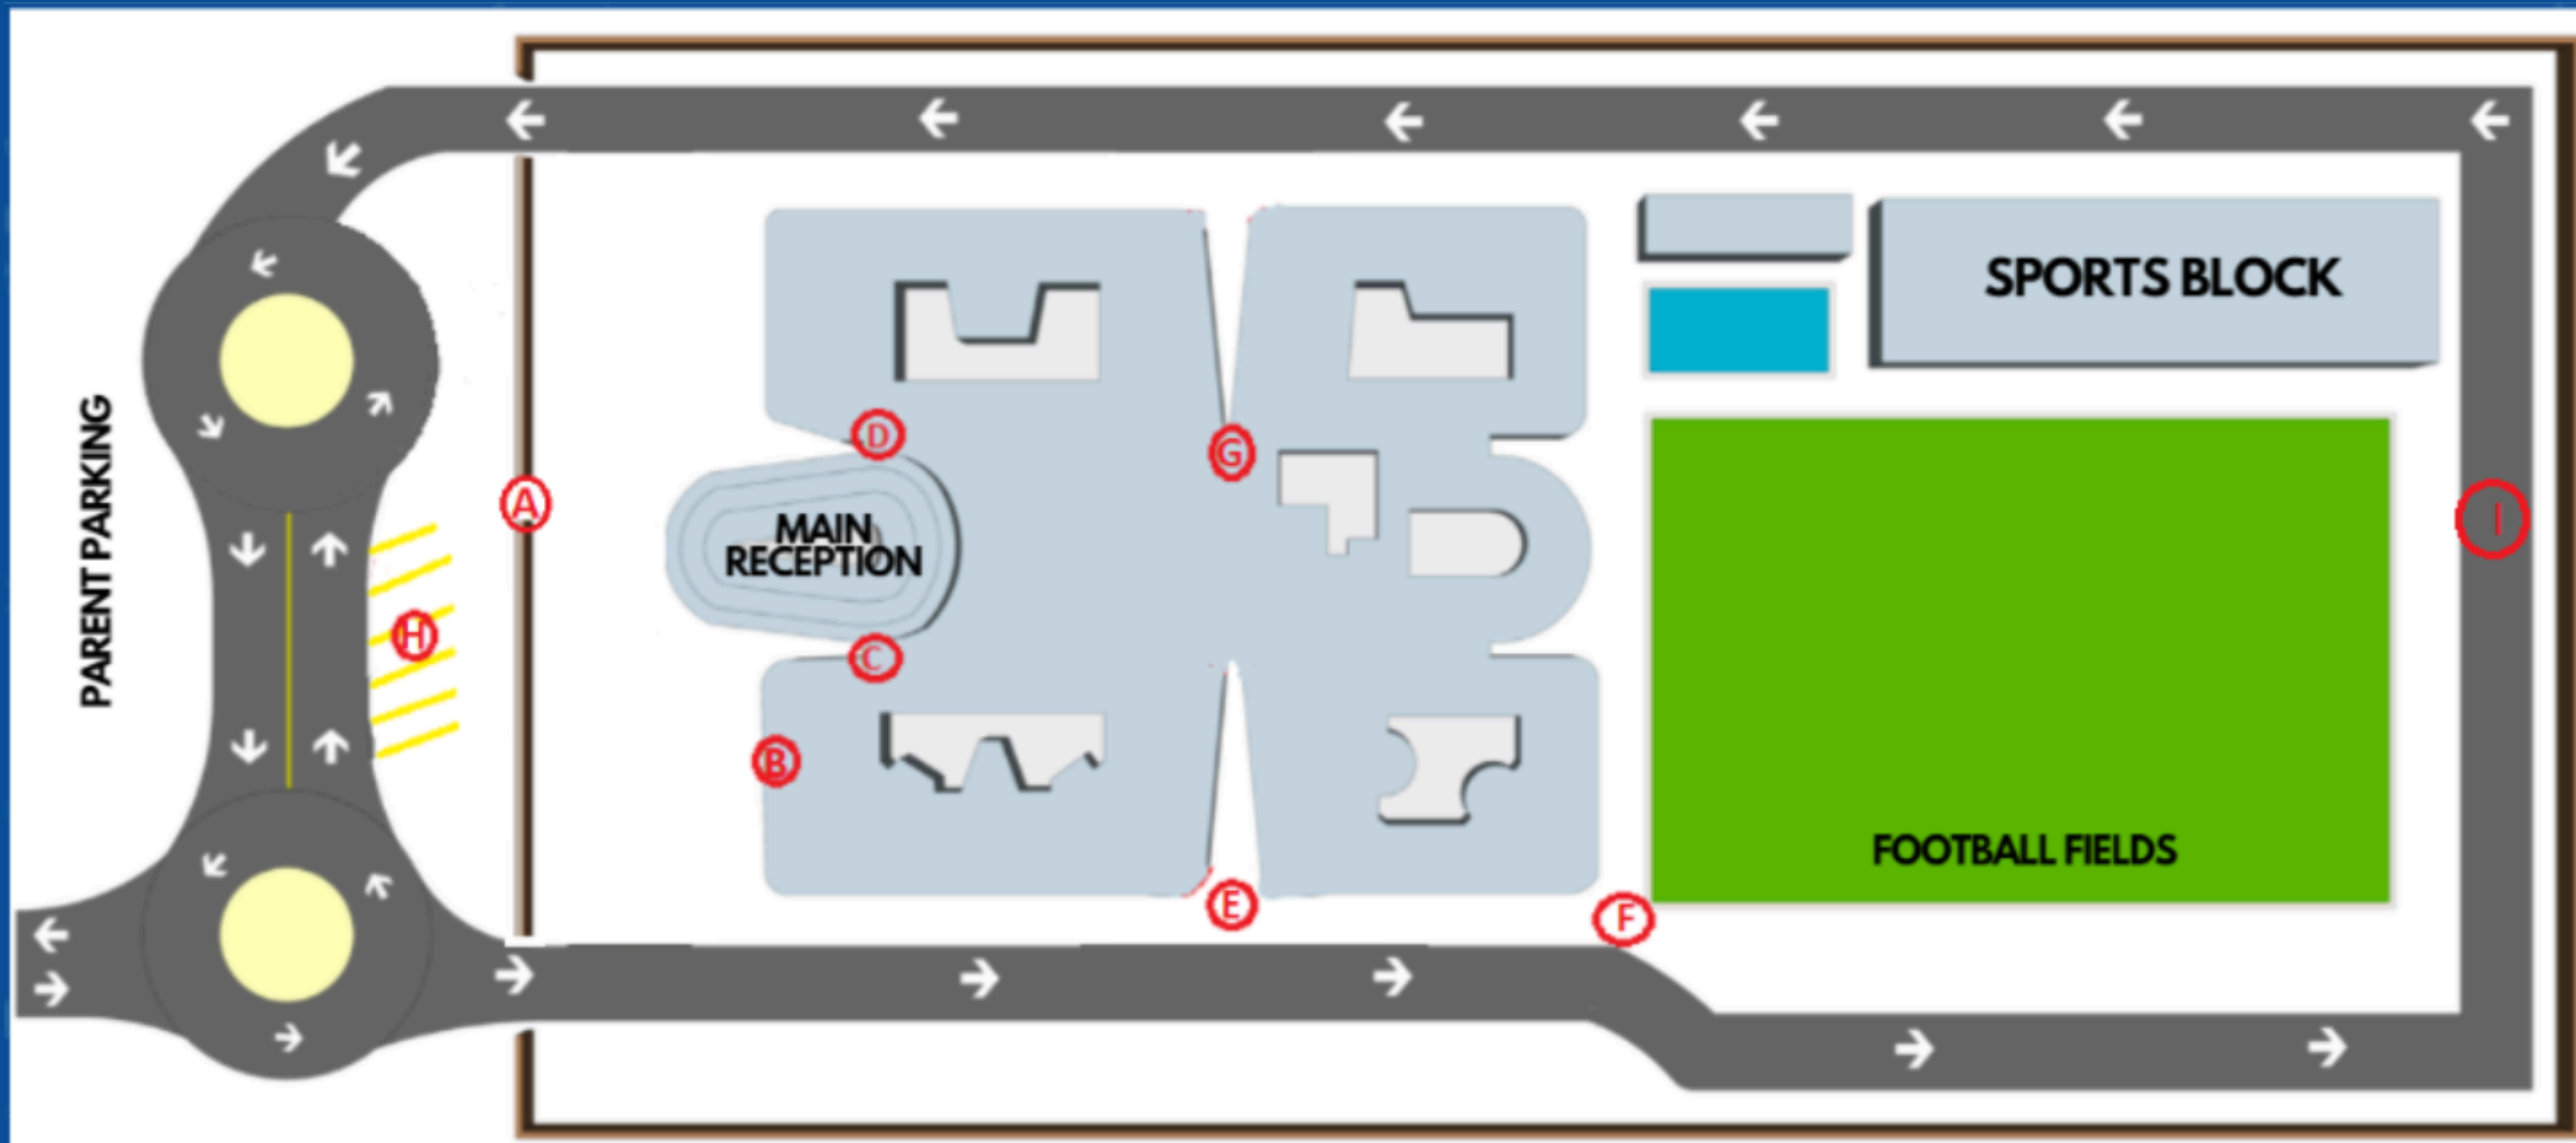 SPORTS BLOCK
PARENT PARKING
D
G
A
MAIN
RECEPTION
I
H
C
B
FOOTBALL FIELDS
E
F